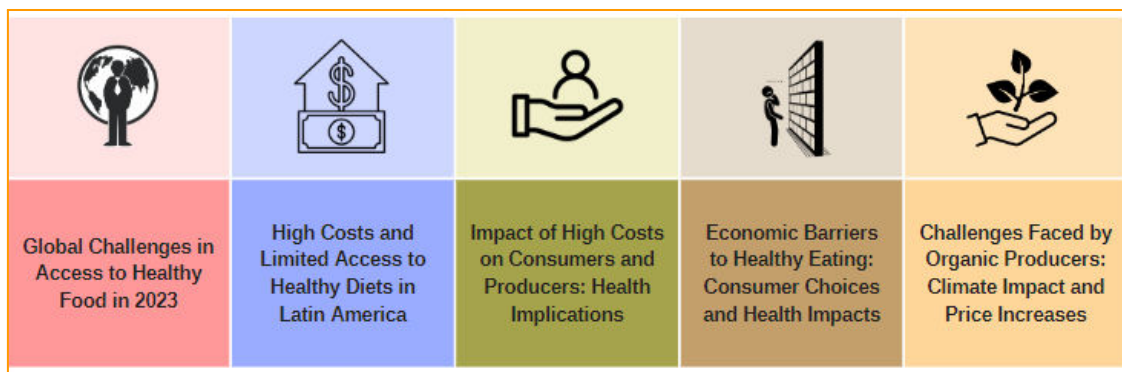 Global Challenges in
Access to Healthy
Food in 2023
High Costs and
Limited Access to
Healthy Diets in
Latin America
Impact of High Costs
on Consumers and
Producers: Health
Implications
Economic Barriers
to Healthy Eating:
Consumer Choices
and Health Impacts
Challenges Faced by
Organic Producers:
Climate Impact and
Price Increases